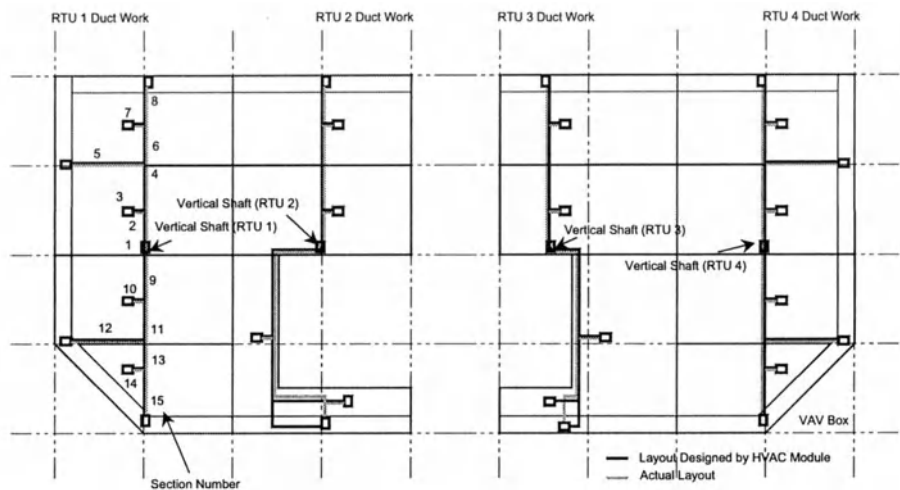 RTU 1 Duct Work
RTU 2 Duct Work
RTU 3 Duct Work
RTU 4 Duct Work
8
7
6
5
4
3
2
Vertical Shaft (RTU 2)
Vertical Shaft (RTU 1)
1
Vertical Shaft (RTU 3)
Vertical Shaft (RTU 4)
9
10
11
12
13
14
15
VAV Box
Layout Designed by HVAC Module
Actual Layout
Section Number